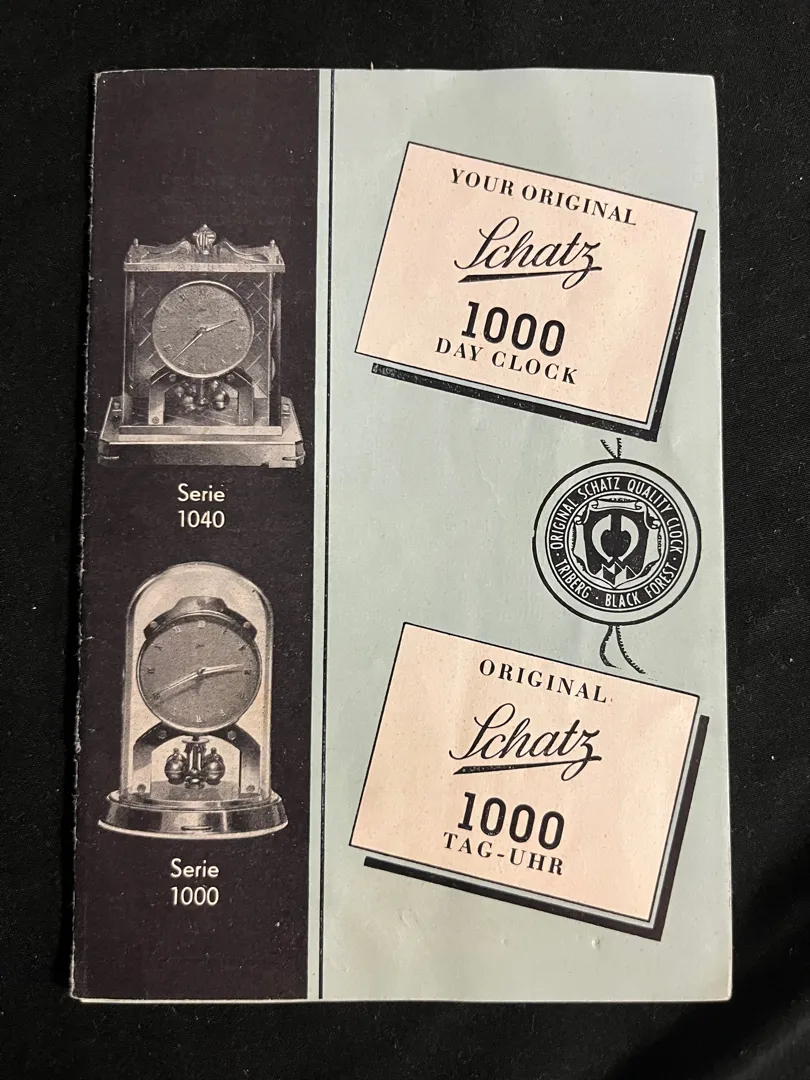 Serie
1040
Serie
1000
YOUR ORIGINAL
Schatz
1000
DAY CLOCK
ORIGINAL SCHATZ QUALITY CLOCK ·
TRIBERG · BLACK FOREST ·
ORIGINAL
Schatz
1000
TAG-UHR